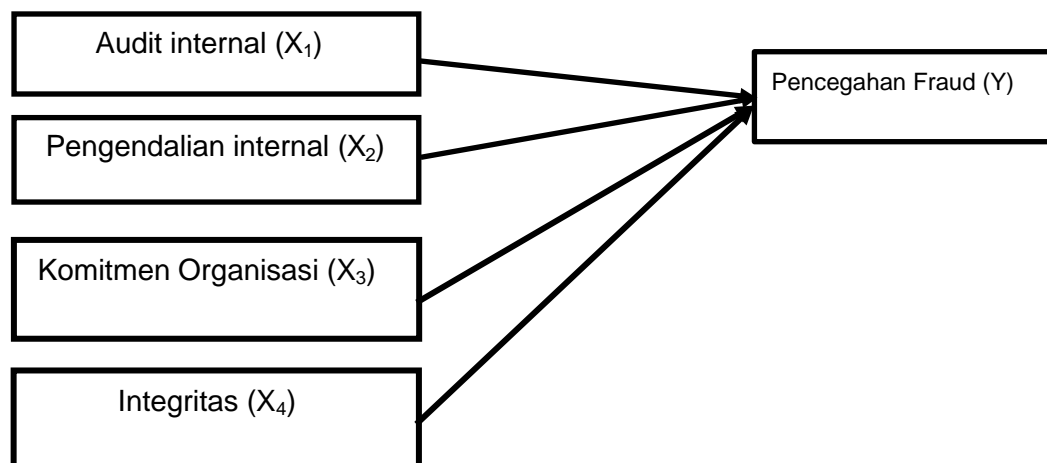 Audit internal (X₁)
Pengendalian internal (X₂)
Komitmen Organisasi (X₃)
Integritas (X₄)
Pencegahan Fraud (Y)